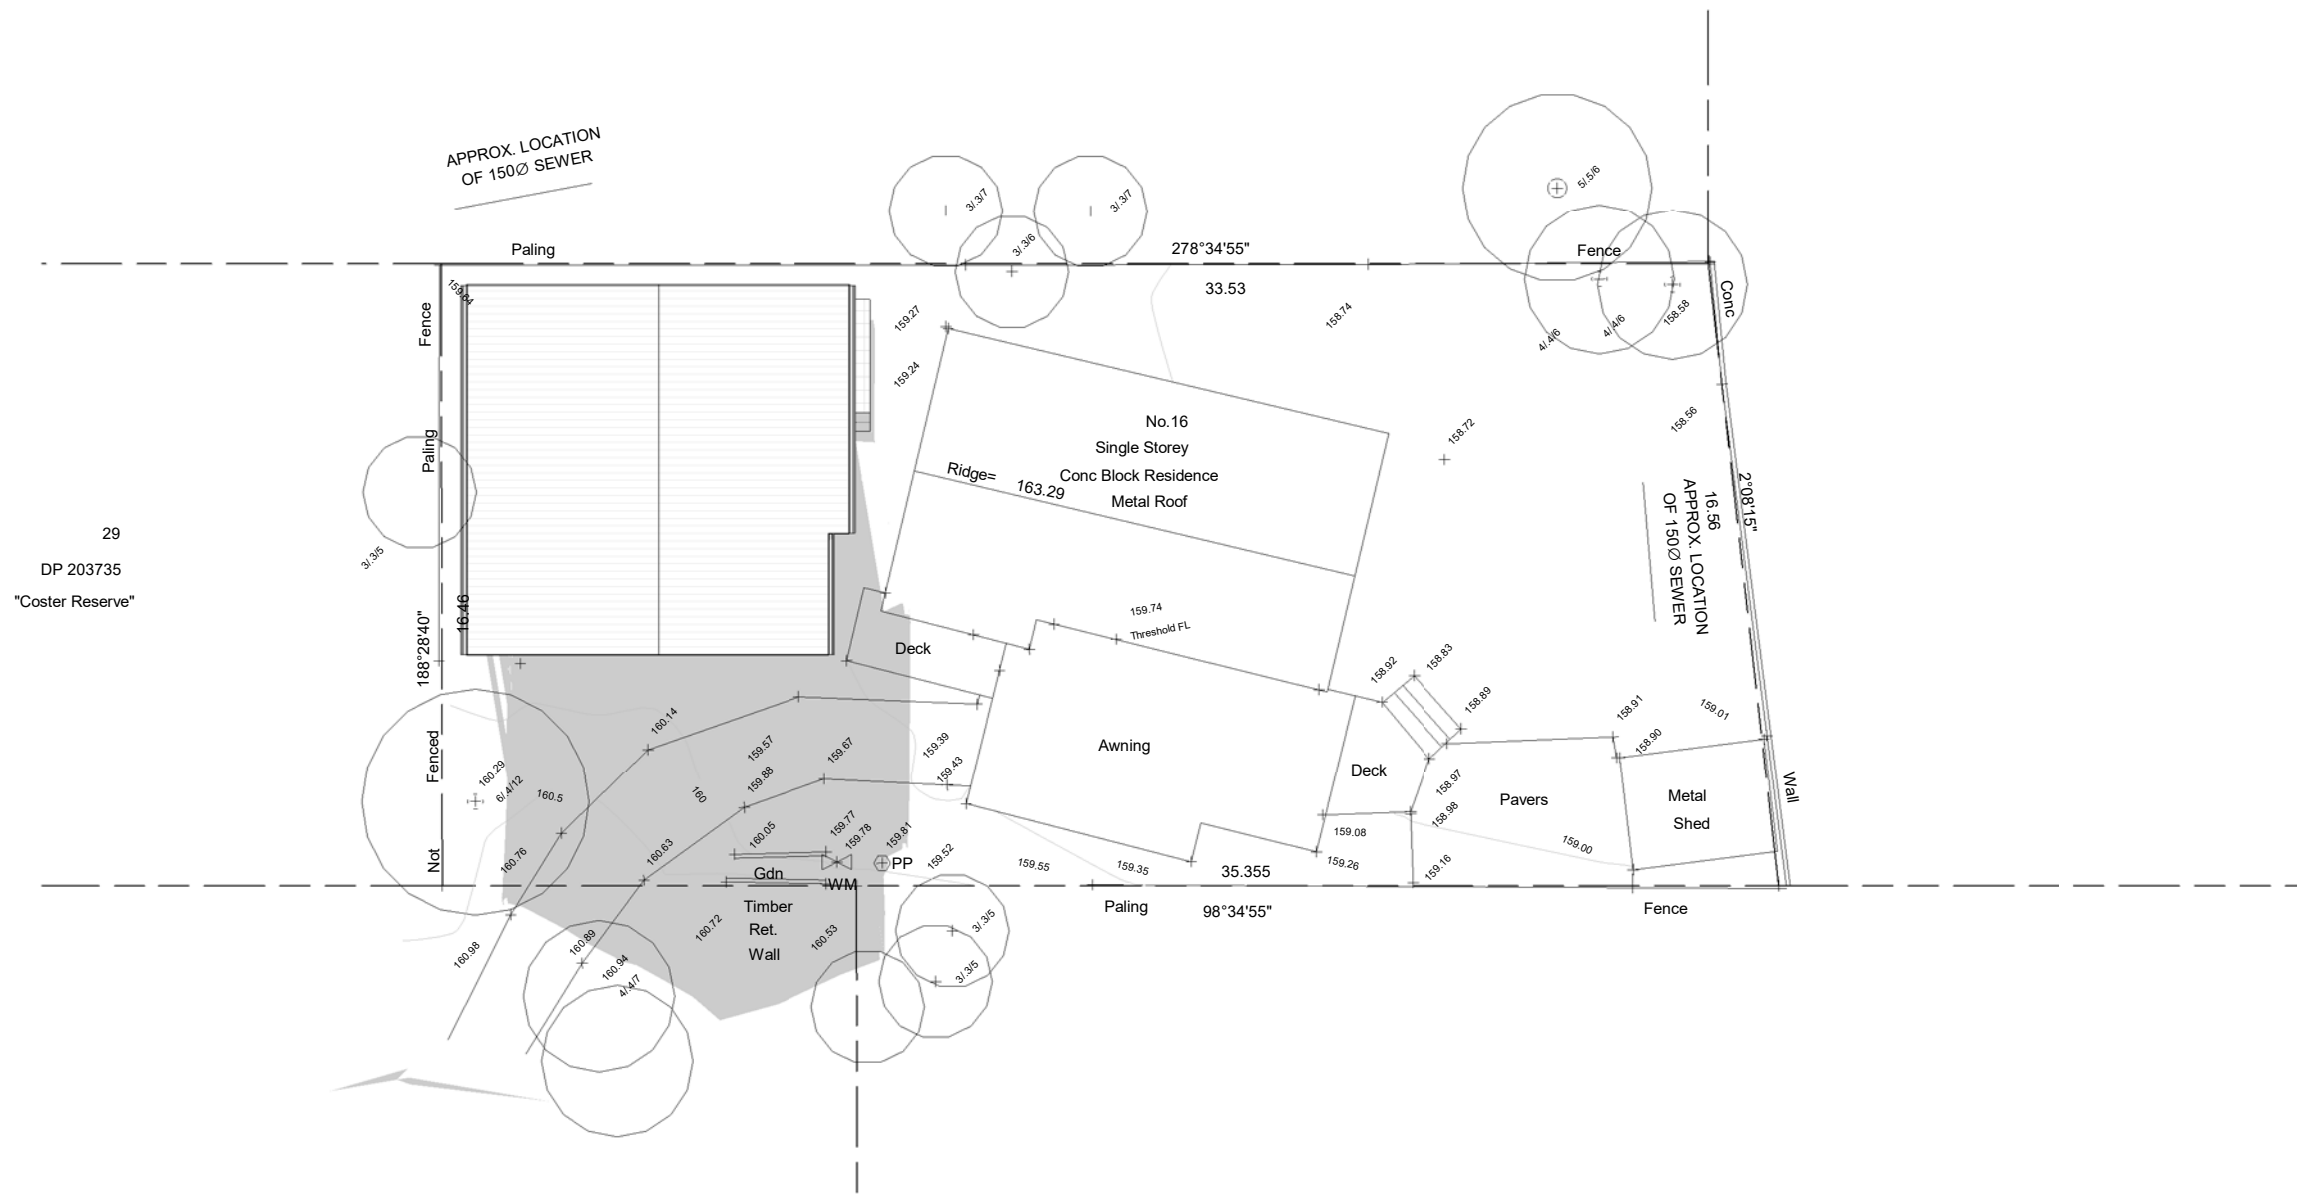 APPROX. LOCATION
OF 150∅ SEWER
5/.5/6
3/.3/7
3/.3/7
3/.3/6
Paling
278°34'55"
Fence
33.53
159.64
Fence
159.27
158.74
4/.4/6
4/.4/6
158.58
Conc
159.24
No.16
Single Storey
Conc Block Residence
Metal Roof
Ridge=
163.29
158.72
158.56
Paling
3/.3/5
2°08'15"
16.56
APPROX. LOCATION
OF 150∅ SEWER
29
DP 203735
"Coster Reserve"
188°28'40"
16.46
159.74
Threshold FL
Deck
158.92
158.83
158.89
158.91
159.01
158.90
160.14
159.57
159.67
159.39
Awning
Fenced
160.29
6/.4/12
160.5
160
159.88
159.43
Deck
158.97
158.98
Pavers
Metal
Shed
Wall
Not
160.76
160.63
160.05
159.77
159.78
159.81
PP
159.52
159.55
159.35
159.08
159.26
159.16
159.00
Gdn
WM
35.355
Timber
Ret.
Wall
Paling
98°34'55"
Fence
160.72
160.53
3/.3/5
3/.3/5
160.98
160.89
160.94
4/.4/7